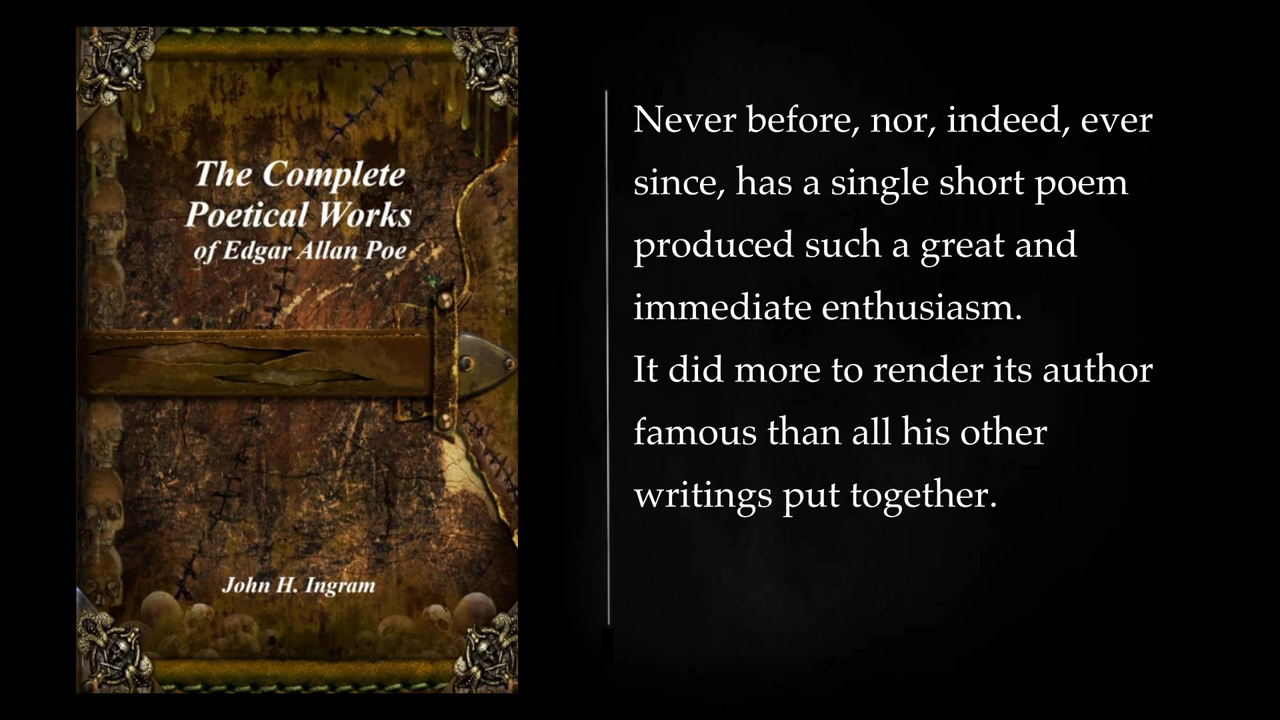 The Complete
Poetical Works
of Edgar Allan Poe
John H. Ingram
Never before, nor, indeed, ever
since, has a single short poem
produced such a great and
immediate enthusiasm.
It did more to render its author
famous than all his other
writings put together.